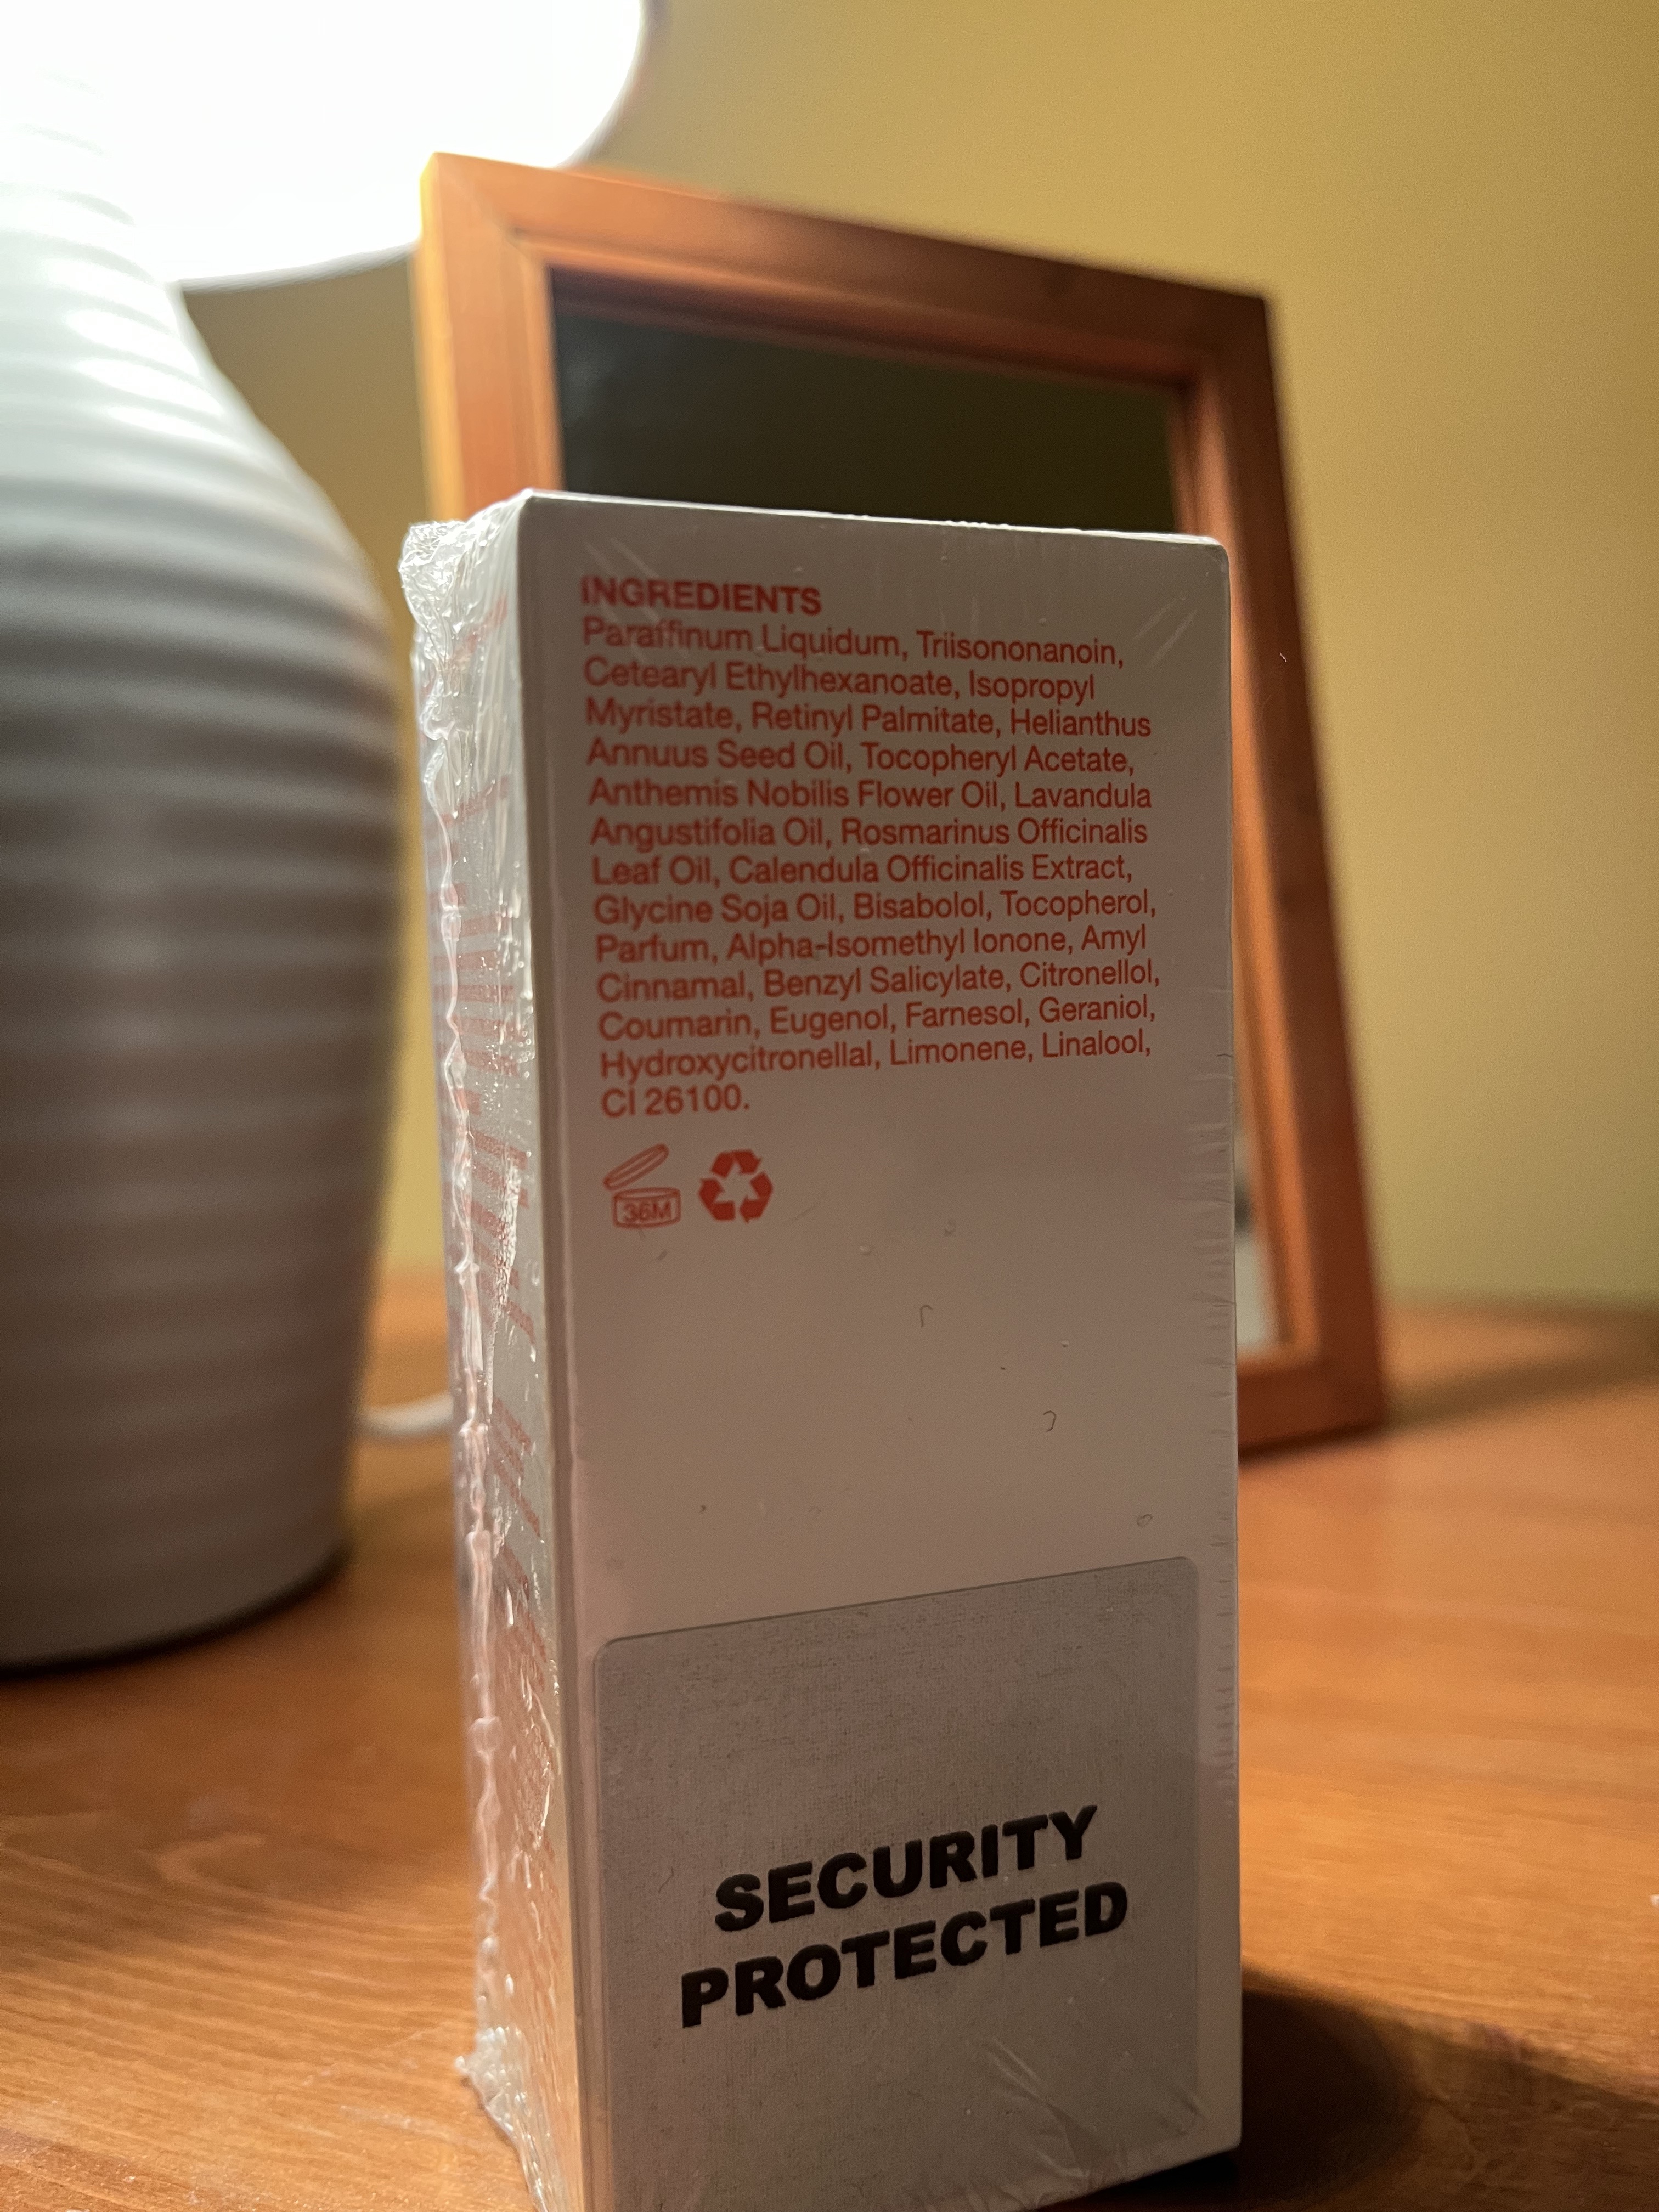 INGREDIENTS
Paraffinum Liquidum, Triisononanoin,
Cetearyl Ethylhexanoate, Isopropyl
Myristate, Retinyl Palmitate, Helianthus
Annuus Seed Oil, Tocopheryl Acetate,
Anthemis Nobilis Flower Oil, Lavandula
Angustifolia Oil, Rosmarinus Officinalis
Leaf Oil, Calendula Officinalis Extract,
Glycine Soja Oil, Bisabolol, Tocopherol,
Parfum, Alpha-Isomethyl Ionone, Amyl
Cinnamal, Benzyl Salicylate, Citronellol,
Coumarin, Eugenol, Farnesol, Geraniol,
Hydroxycitronellal, Limonene, Linalool,
CI 26100.
36M
SECURITY
PROTECTED